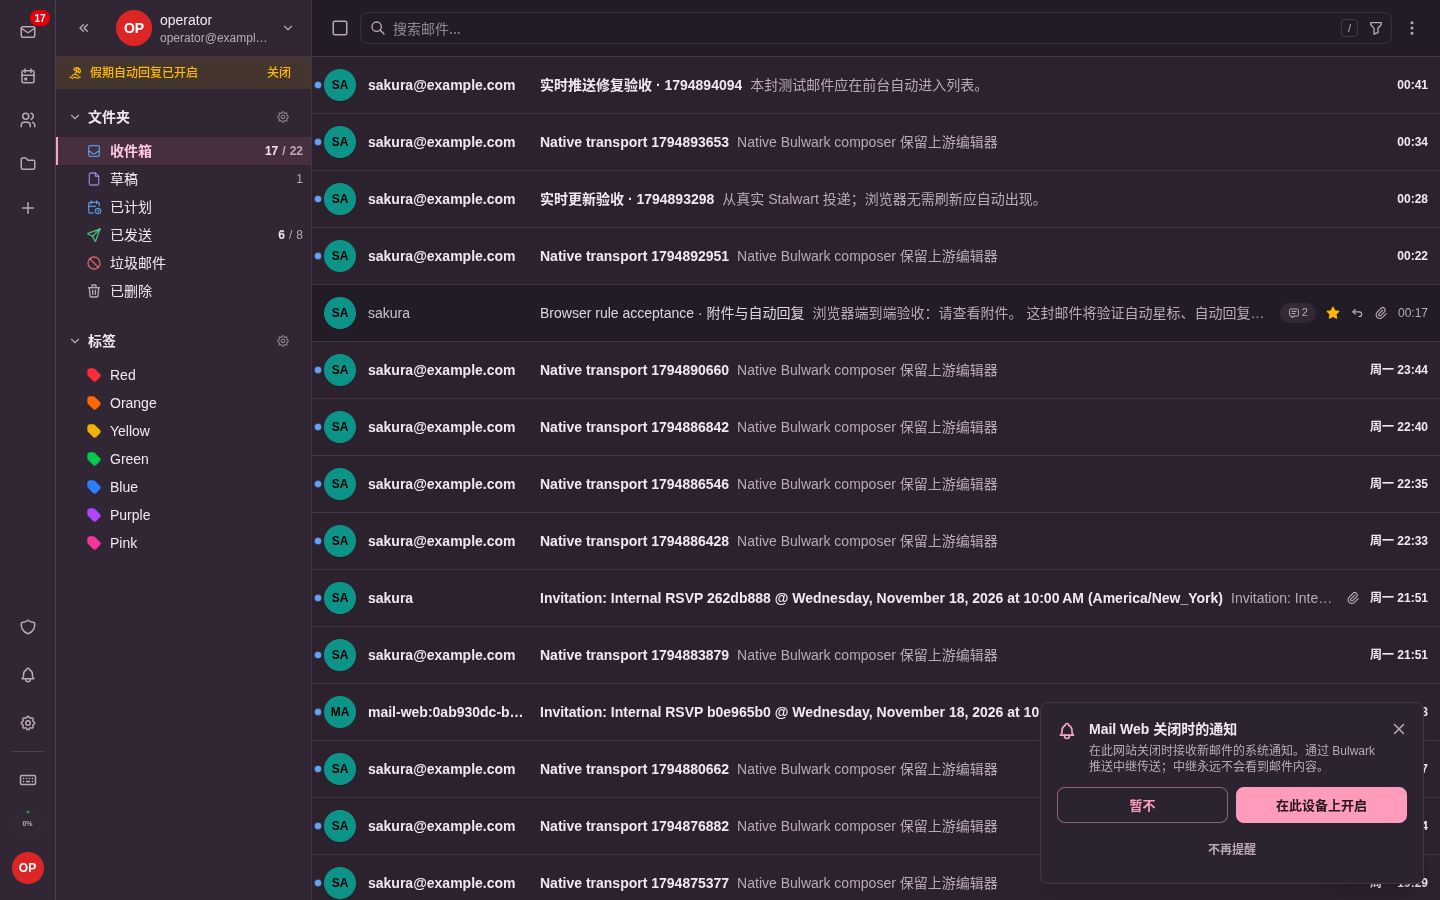 17
OP
operator
operator@exampl…
搜索邮件...
/
假期自动回复已开启
关闭
文件夹
收件箱
17 / 22
草稿
1
已计划
已发送
6 / 8
垃圾邮件
已删除
标签
Red
Orange
Yellow
Green
Blue
Purple
Pink
0%
OP
SA sakura@example.com 实时推送修复验收 · 1794894094 本封测试邮件应在前台自动进入列表。 00:41
SA sakura@example.com Native transport 1794893653 Native Bulwark composer 保留上游编辑器 00:34
SA sakura@example.com 实时更新验收 · 1794893298 从真实 Stalwart 投递；浏览器无需刷新应自动出现。 00:28
SA sakura@example.com Native transport 1794892951 Native Bulwark composer 保留上游编辑器 00:22
SA sakura Browser rule acceptance · 附件与自动回复 浏览器端到端验收：请查看附件。 这封邮件将验证自动星标、自动回复… 2 00:17
SA sakura@example.com Native transport 1794890660 Native Bulwark composer 保留上游编辑器 周一 23:44
SA sakura@example.com Native transport 1794886842 Native Bulwark composer 保留上游编辑器 周一 22:40
SA sakura@example.com Native transport 1794886546 Native Bulwark composer 保留上游编辑器 周一 22:35
SA sakura@example.com Native transport 1794886428 Native Bulwark composer 保留上游编辑器 周一 22:33
SA sakura Invitation: Internal RSVP 262db888 @ Wednesday, November 18, 2026 at 10:00 AM (America/New_York) Invitation: Inte… 周一 21:51
SA sakura@example.com Native transport 1794883879 Native Bulwark composer 保留上游编辑器 周一 21:51
MA mail-web:0ab930dc-b… Invitation: Internal RSVP b0e965b0 @ Wednesday, November 18, 2026 at 10
SA sakura@example.com Native transport 1794880662 Native Bulwark composer 保留上游编辑器
SA sakura@example.com Native transport 1794876882 Native Bulwark composer 保留上游编辑器
SA sakura@example.com Native transport 1794875377 Native Bulwark composer 保留上游编辑器
Mail Web 关闭时的通知
在此网站关闭时接收新邮件的系统通知。通过 Bulwark
推送中继传送；中继永远不会看到邮件内容。
暂不
在此设备上开启
不再提醒